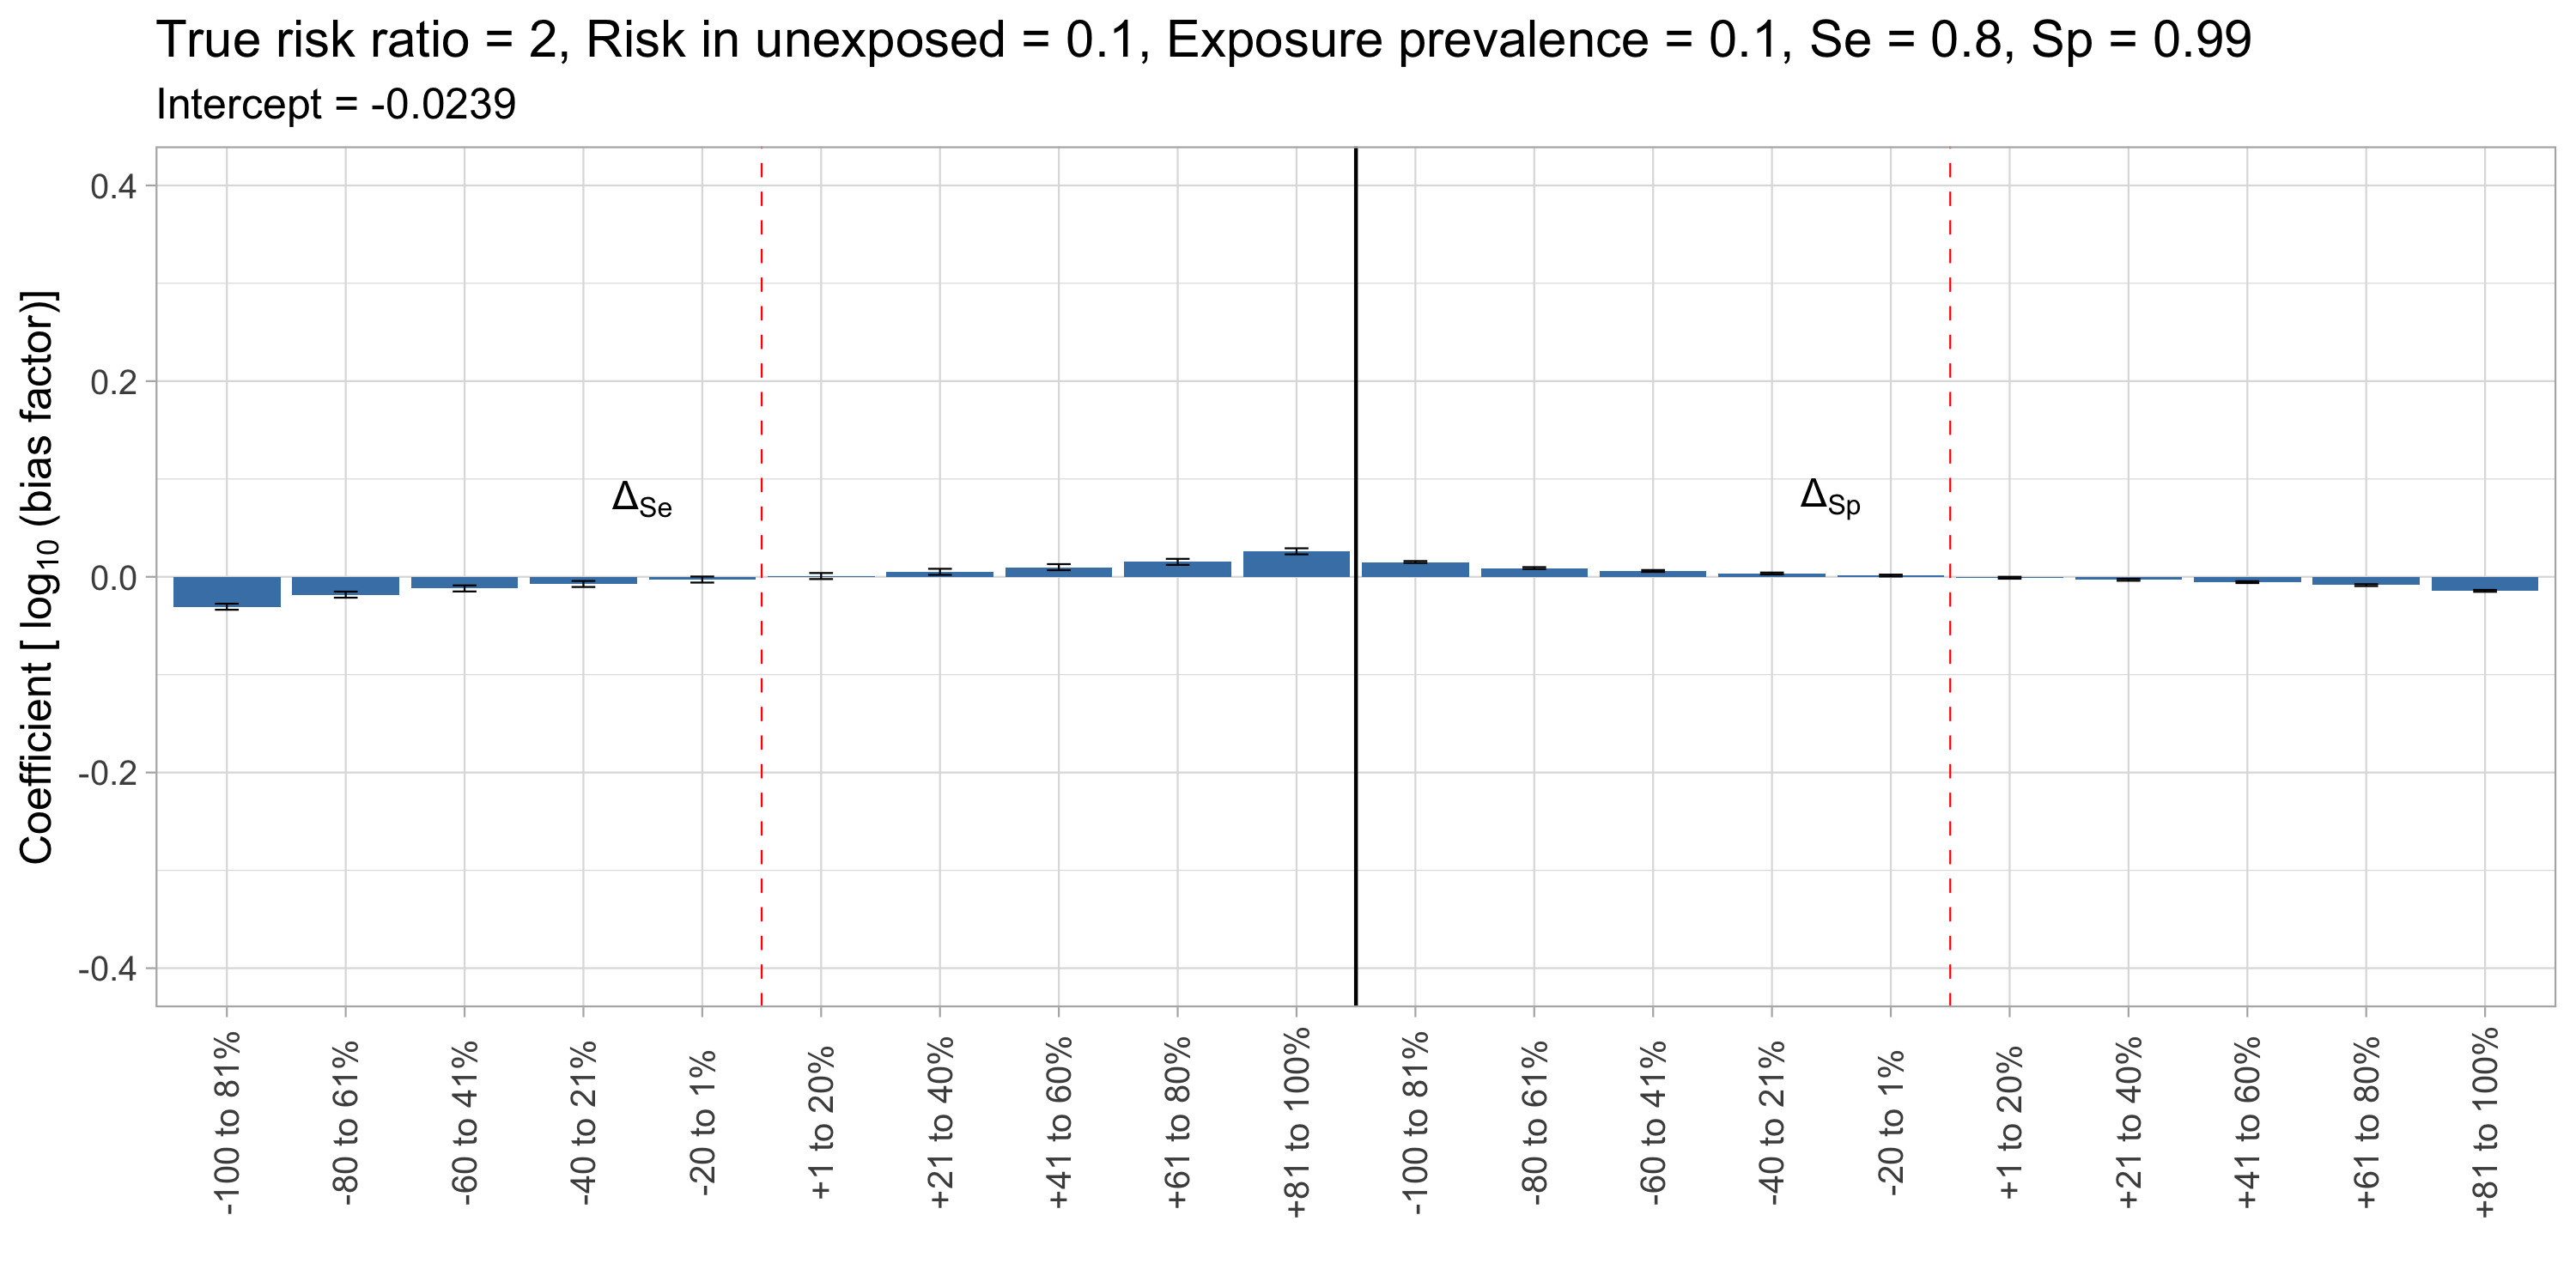 True risk ratio = 2, Risk in unexposed = 0.1, Exposure prevalence = 0.1, Se = 0.8, Sp = 0.99
Intercept = -0.0239
Coefficient [ log10 (bias factor)]
0.4
0.2
0.0
-0.2
-0.4
ΔSe
ΔSp
-100 to 81%
-80 to 61%
-60 to 41%
-40 to 21%
-20 to 1%
+1 to 20%
+21 to 40%
+41 to 60%
+61 to 80%
+81 to 100%
-100 to 81%
-80 to 61%
-60 to 41%
-40 to 21%
-20 to 1%
+1 to 20%
+21 to 40%
+41 to 60%
+61 to 80%
+81 to 100%